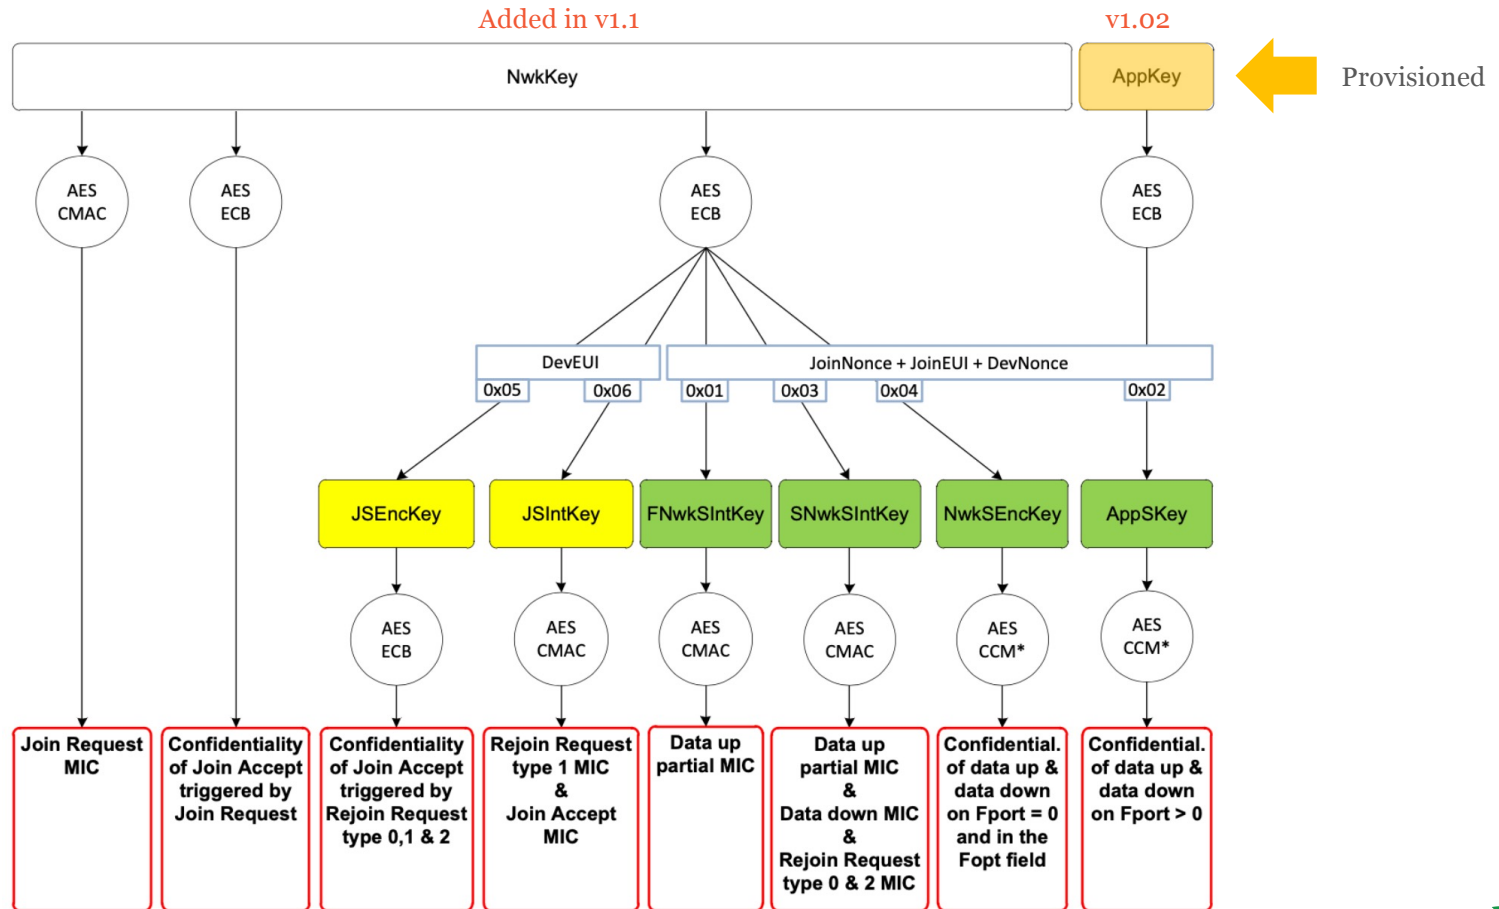 Added in v1.1
v1.02
NwkKey
AppKey
Provisioned
AES
CMAC
AES
ECB
AES
ECB
AES
ECB
DevEUI
JoinNonce + JoinEUI + DevNonce
0x05
0x06
0x01
0x03
0x04
0x02
JSEncKey
JSIntKey
FNwkSIntKey
SNwkSIntKey
NwkSEncKey
AppSKey
AES
ECB
AES
CMAC
AES
CMAC
AES
CMAC
AES
CCM*
AES
CCM*
Join Request
MIC
Confidentiality
of Join Accept
triggered by
Join Request
Confidentiality
of Join Accept
triggered by
Rejoin Request
type 0,1 & 2
Rejoin Request
type 1 MIC
&
Join Accept
MIC
Data up
partial MIC
Data up
partial MIC
&
Data down MIC
&
Rejoin Request
type 0 & 2 MIC
Confidential.
of data up &
data down
on Fport = 0
and in the
Fopt field
Confidential.
of data up &
data down
on Fport > 0